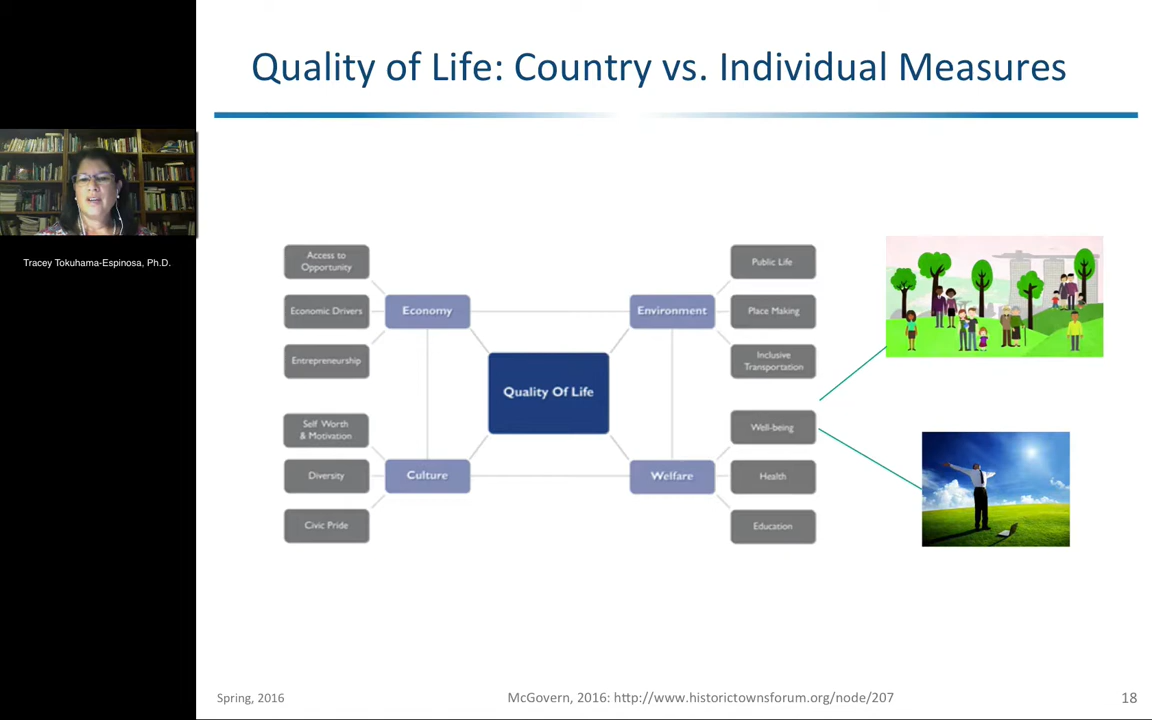 Quality of Life: Country vs. Individual Measures
Tracey Tokuhama-Espinosa, Ph.D.
Access to
Opportunity
Economic Drivers
Entrepreneurship
Economy
Self Worth
& Motivation
Diversity
Civic Pride
Culture
Quality Of Life
Environment
Public Life
Place Making
Inclusive
Transportation
Welfare
Well-being
Health
Education
Spring, 2016
McGovern, 2016: http://www.historictownsforum.org/node/207
18